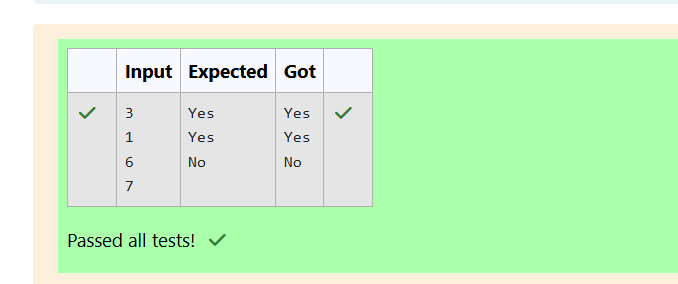 Input Expected Got
3 Yes Yes
1 Yes Yes
6 No No
7
Passed all tests!